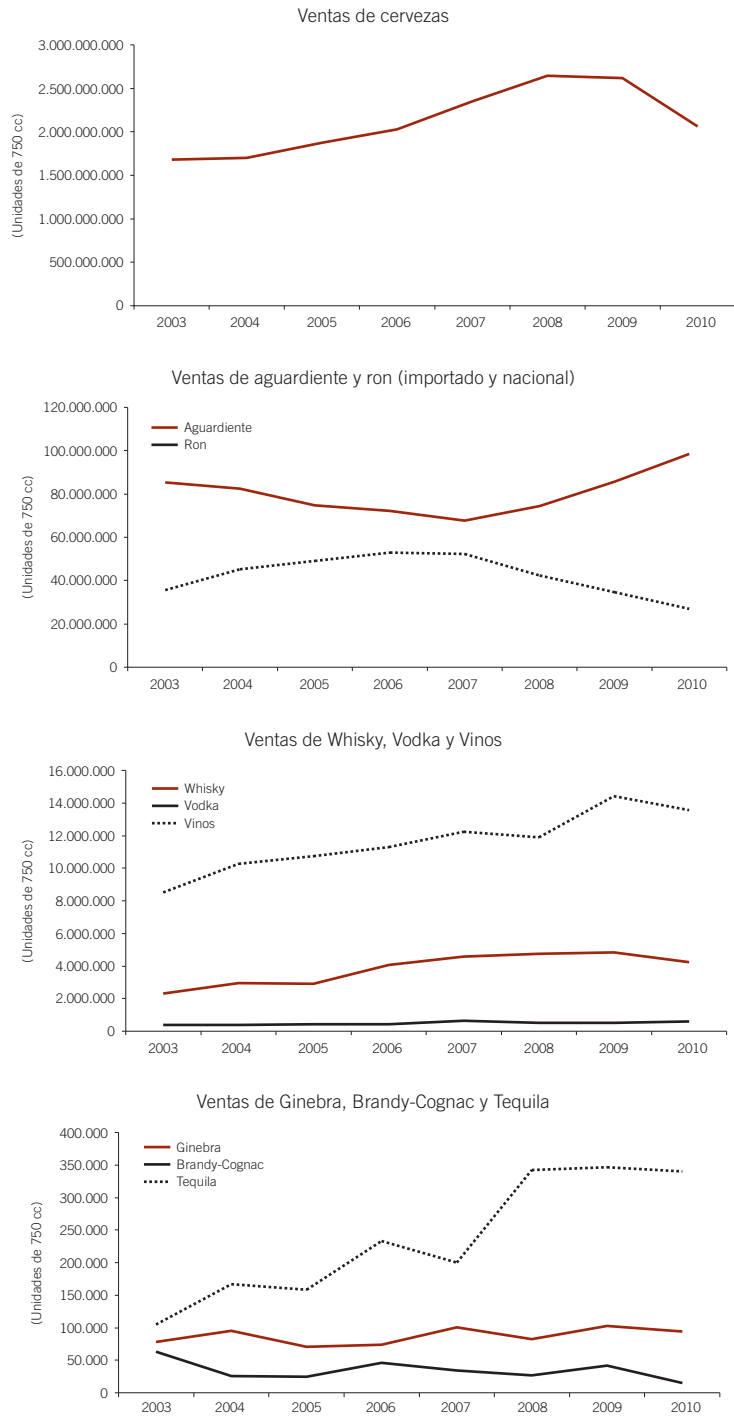 Ventas de cervezas
(Unidades de 750 cc)
3.000.000.000
2.500.000.000
2.000.000.000
1.500.000.000
1.000.000.000
500.000.000
0
2003 2004 2005 2006 2007 2008 2009 2010
Ventas de aguardiente y ron (importado y nacional)
(Unidades de 750 cc)
120.000.000
100.000.000
80.000.000
60.000.000
40.000.000
20.000.000
0
Aguardiente
Ron
2003 2004 2005 2006 2007 2008 2009 2010
Ventas de Whisky, Vodka y Vinos
(Unidades de 750 cc)
16.000.000
14.000.000
12.000.000
10.000.000
8.000.000
6.000.000
4.000.000
2.000.000
0
Whisky
Vodka
Vinos
2003 2004 2005 2006 2007 2008 2009 2010
Ventas de Ginebra, Brandy-Cognac y Tequila
(Unidades de 750 cc)
400.000
350.000
300.000
250.000
200.000
150.000
100.000
50.000
0
Ginebra
Brandy-Cognac
Tequila
2003 2004 2005 2006 2007 2008 2009 2010